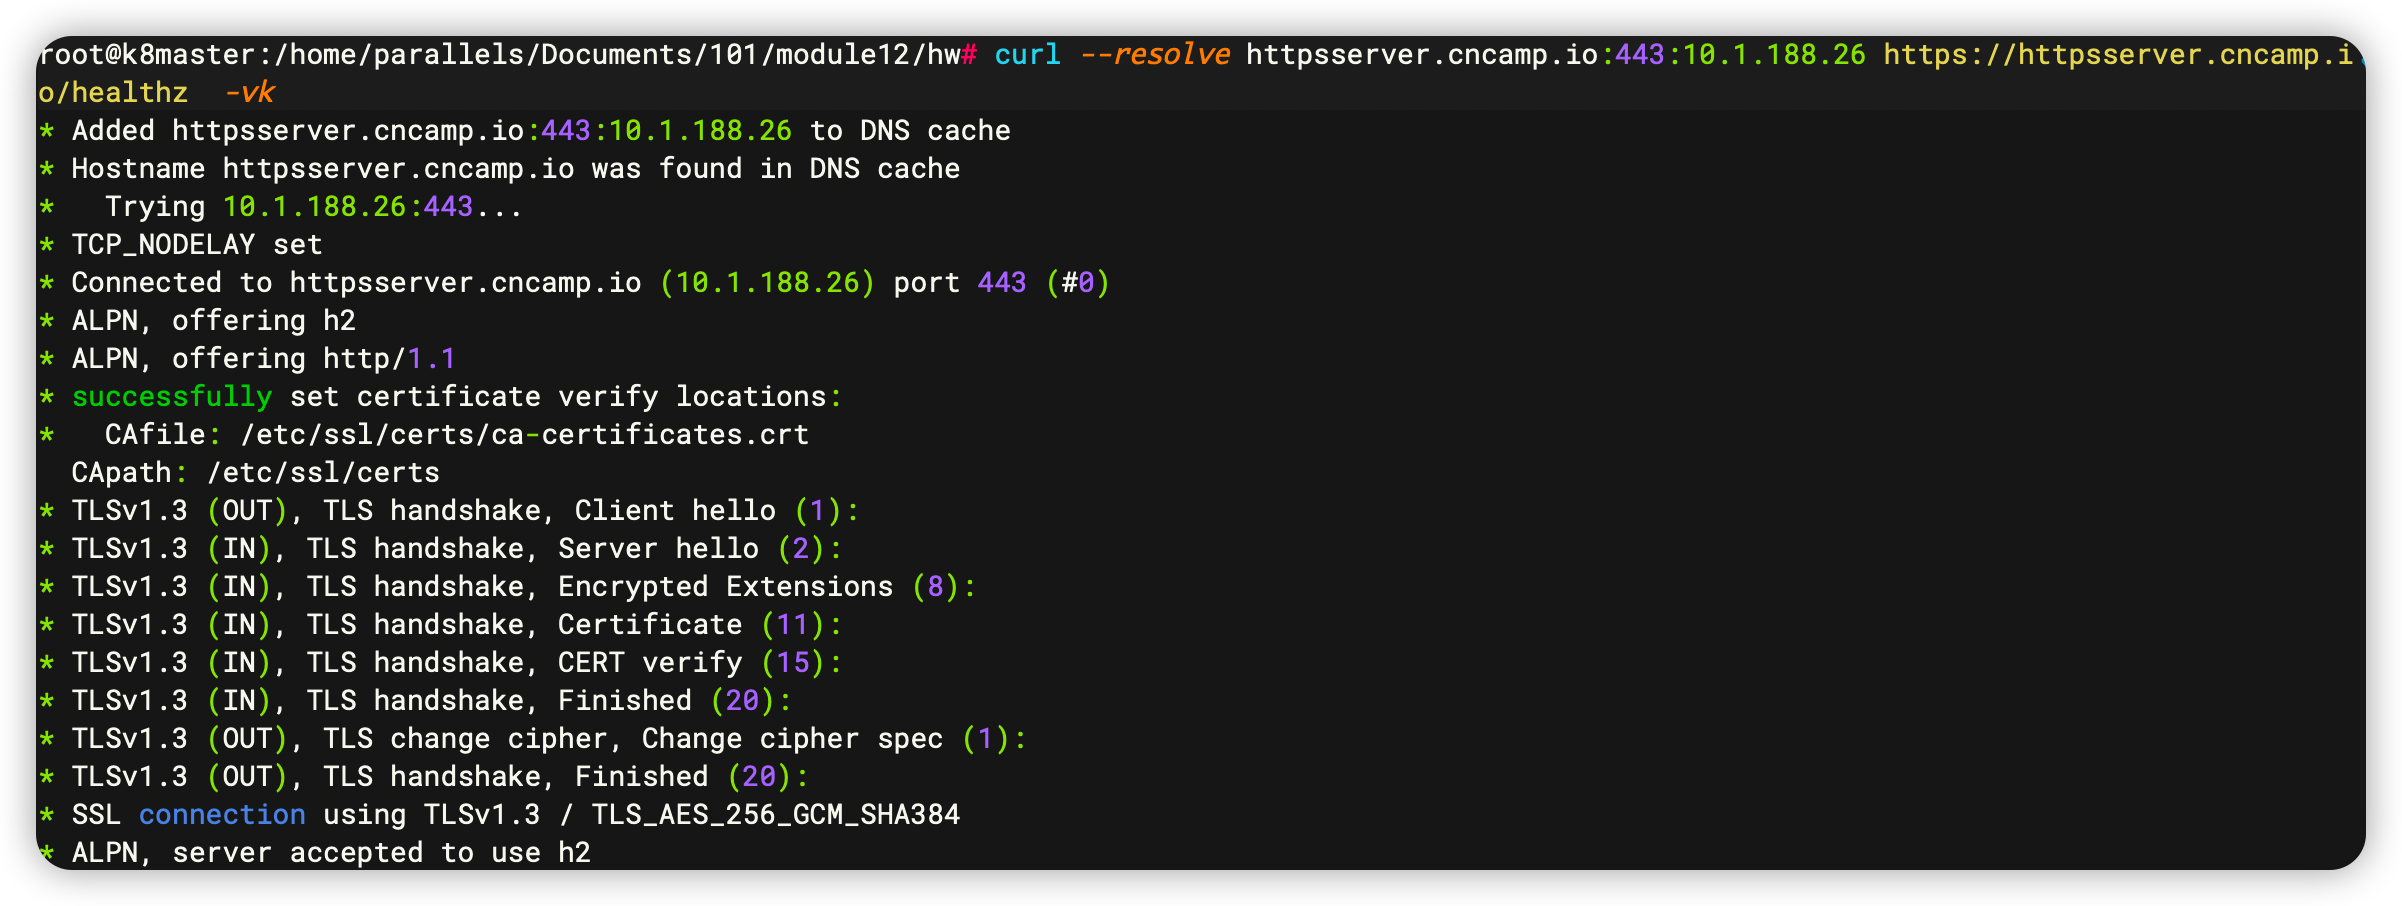 root@k8master:/home/parallels/Documents/101/module12/hw# curl --resolve httpsserver.cncamp.io:443:10.1.188.26 https://httpsserver.cncamp.i
o/healthz  -vk
* Added httpsserver.cncamp.io:443:10.1.188.26 to DNS cache
* Hostname httpsserver.cncamp.io was found in DNS cache
*   Trying 10.1.188.26:443...
* TCP_NODELAY set
* Connected to httpsserver.cncamp.io (10.1.188.26) port 443 (#0)
* ALPN, offering h2
* ALPN, offering http/1.1
* successfully set certificate verify locations:
*   CAfile: /etc/ssl/certs/ca-certificates.crt
  CApath: /etc/ssl/certs
* TLSv1.3 (OUT), TLS handshake, Client hello (1):
* TLSv1.3 (IN), TLS handshake, Server hello (2):
* TLSv1.3 (IN), TLS handshake, Encrypted Extensions (8):
* TLSv1.3 (IN), TLS handshake, Certificate (11):
* TLSv1.3 (IN), TLS handshake, CERT verify (15):
* TLSv1.3 (IN), TLS handshake, Finished (20):
* TLSv1.3 (OUT), TLS change cipher, Change cipher spec (1):
* TLSv1.3 (OUT), TLS handshake, Finished (20):
* SSL connection using TLSv1.3 / TLS_AES_256_GCM_SHA384
* ALPN, server accepted to use h2